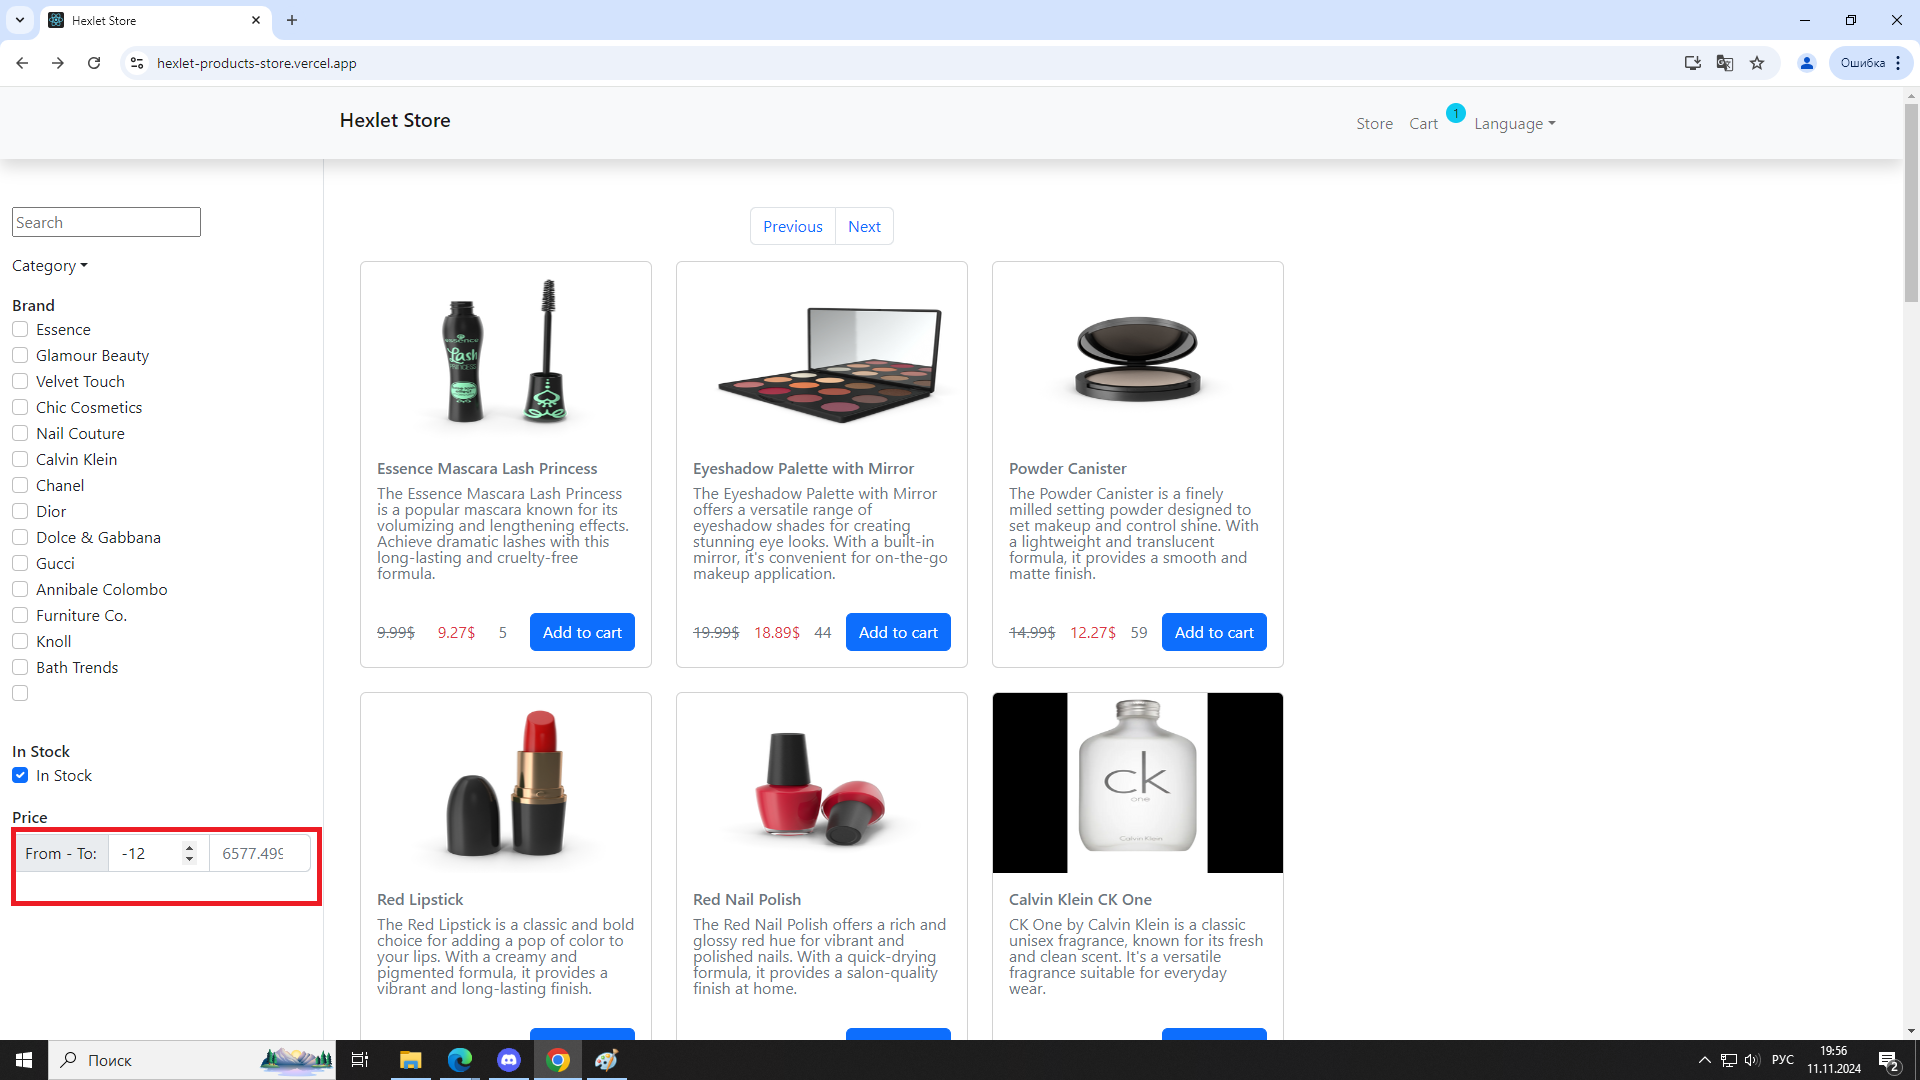 Hexlet Store
hexlet-products-store.vercel.app
Ошибка
Hexlet Store
Store
Cart
1
Language
Search
Category
Brand
Essence
Glamour Beauty
Velvet Touch
Chic Cosmetics
Nail Couture
Calvin Klein
Chanel
Dior
Dolce & Gabbana
Gucci
Annibale Colombo
Furniture Co.
Knoll
Bath Trends
In Stock
In Stock
Price
From - To:
-12
6577.499
Previous
Next
essence
Lash
PRINCESS
Essence Mascara Lash Princess
The Essence Mascara Lash Princess
is a popular mascara known for its
volumizing and lengthening effects.
Achieve dramatic lashes with this
long-lasting and cruelty-free
formula.
9.99$ 9.27$ 5 Add to cart
Eyeshadow Palette with Mirror
The Eyeshadow Palette with Mirror
offers a versatile range of
eyeshadow shades for creating
stunning eye looks. With a built-in
mirror, it's convenient for on-the-go
makeup application.
19.99$ 18.89$ 44 Add to cart
Powder Canister
The Powder Canister is a finely
milled setting powder designed to
set makeup and control shine. With
a lightweight and translucent
formula, it provides a smooth and
matte finish.
14.99$ 12.27$ 59 Add to cart
Red Lipstick
The Red Lipstick is a classic and bold
choice for adding a pop of color to
your lips. With a creamy and
pigmented formula, it provides a
vibrant and long-lasting finish.
Red Nail Polish
The Red Nail Polish offers a rich and
glossy red hue for vibrant and
polished nails. With a quick-drying
formula, it provides a salon-quality
finish at home.
ck
one
Calvin Klein
Calvin Klein CK One
CK One by Calvin Klein is a classic
unisex fragrance, known for its fresh
and clean scent. It's a versatile
fragrance suitable for everyday
wear.
Поиск
РУС
19:56
11.11.2024
2